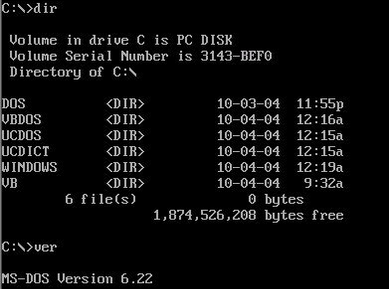 C:\>dir
Volume in drive C is PC DISK
Volume Serial Number is 3143-BEF0
Directory of C:\
DOS <DIR> 10-03-04 11:55p
VBDOS <DIR> 10-04-04 12:16a
UCDOS <DIR> 10-04-04 12:15a
UCDICT <DIR> 10-04-04 12:15a
WINDOWS <DIR> 10-04-04 12:19a
VB <DIR> 10-04-04 9:32a
6 file(s) 0 bytes
1,874,526,208 bytes free
C:\>ver
MS-DOS Version 6.22